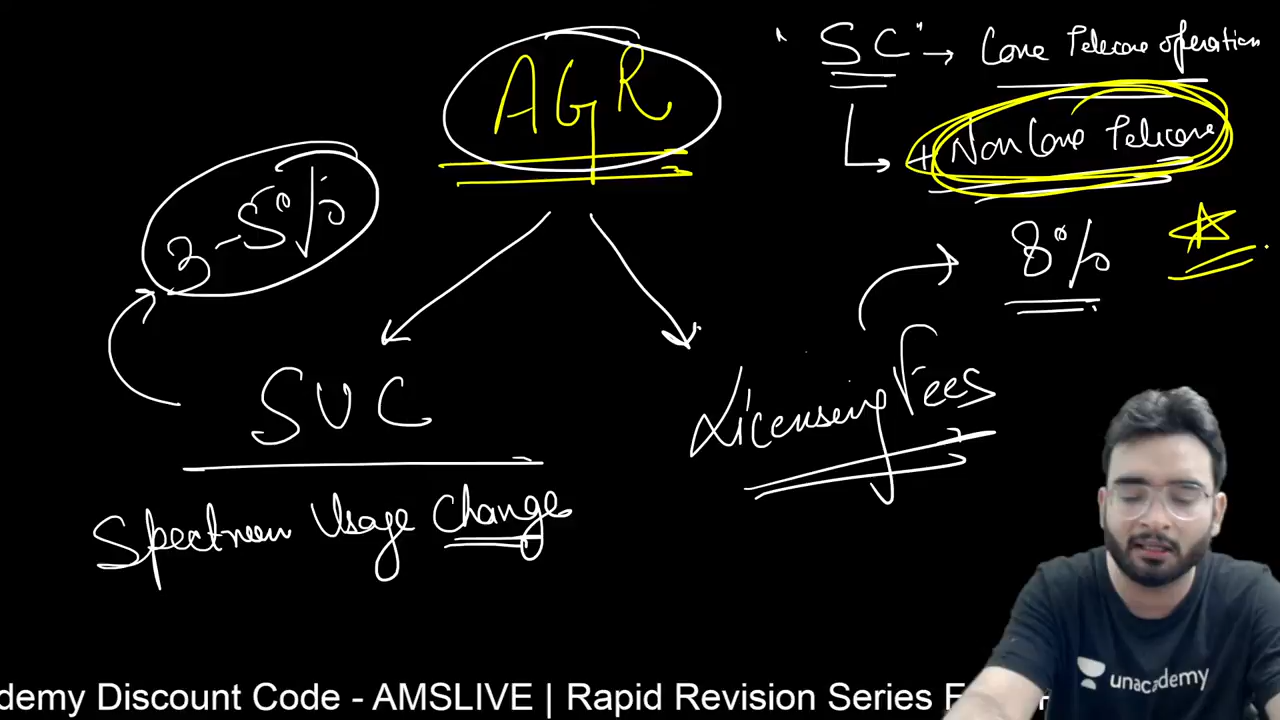 AGR
" SC " → Core Telecom operation
+ Non Core Telecom
3-5%
8%
SUC
Licensing Fees
Spectrum Usage Charge
unacademy
demy Discount Code - AMSLIVE | Rapid Revision Series F